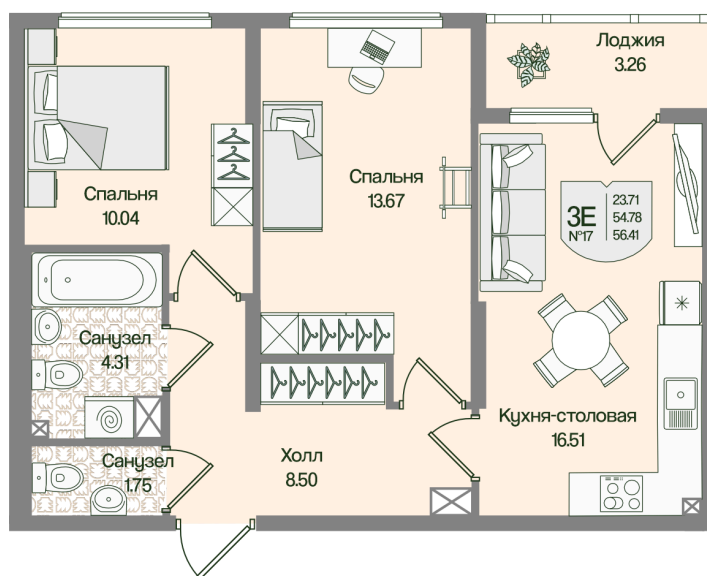 Лоджия
3.26
Спальня
10.04
Спальня
13.67
3Е
№17
23.71
54.78
56.41
Санузел
4.31
Кухня-столовая
16.51
Холл
8.50
Санузел
1.75